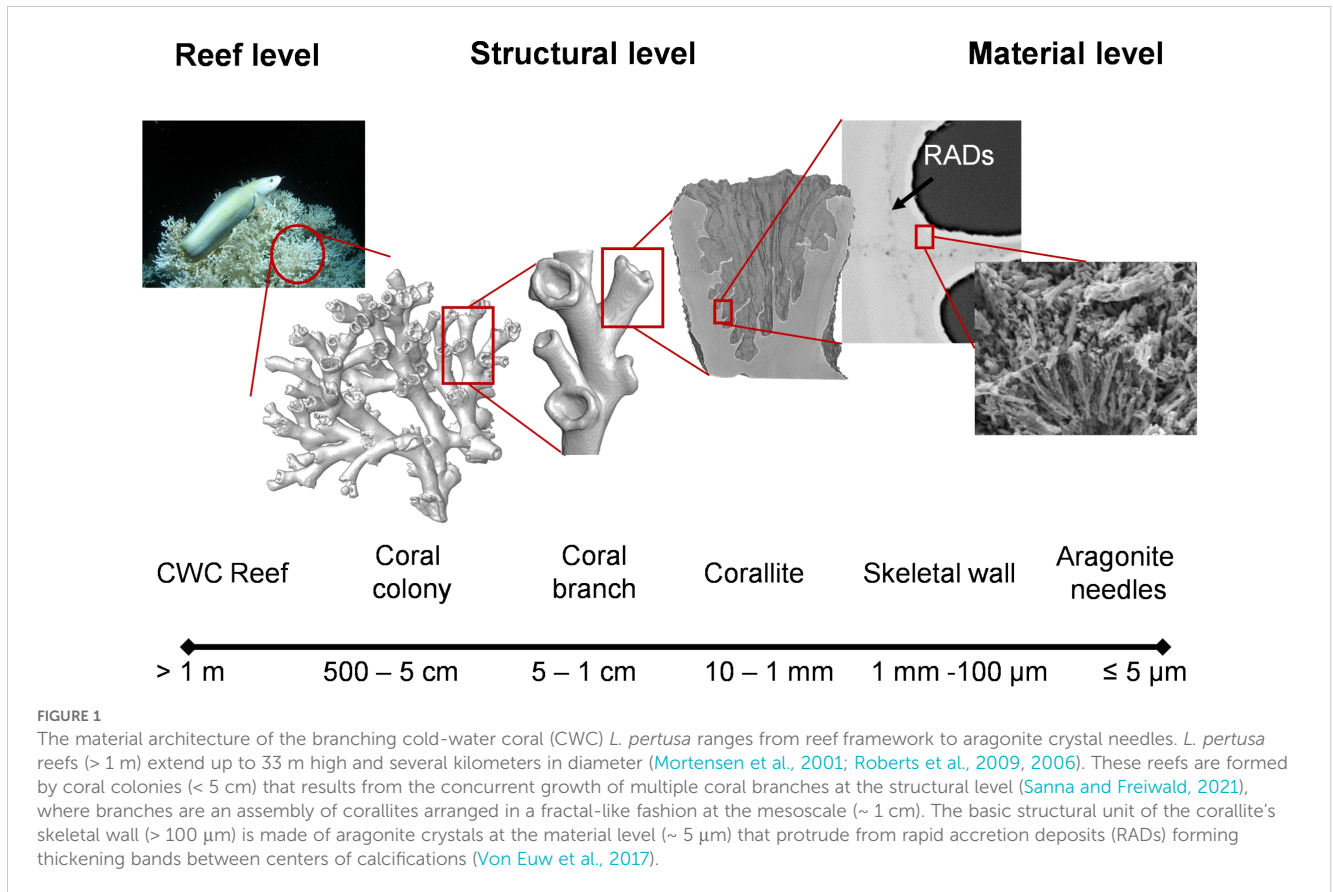 Reef level
Structural level
Material level
RADs
CWC Reef
Coral
colony
Coral
branch
Corallite
Skeletal wall
Aragonite
needles
> 1 m
500 – 5 cm
5 – 1 cm
10 – 1 mm
1 mm -100 µm
≤ 5 µm
FIGURE 1
The material architecture of the branching cold-water coral (CWC) L. pertusa ranges from reef framework to aragonite crystal needles. L. pertusa
reefs (> 1 m) extend up to 33 m high and several kilometers in diameter (Mortensen et al., 2001; Roberts et al., 2009, 2006). These reefs are formed
by coral colonies (< 5 cm) that results from the concurrent growth of multiple coral branches at the structural level (Sanna and Freiwald, 2021),
where branches are an assembly of corallites arranged in a fractal-like fashion at the mesoscale (~ 1 cm). The basic structural unit of the corallite's
skeletal wall (> 100 µm) is made of aragonite crystals at the material level (~ 5 µm) that protrude from rapid accretion deposits (RADs) forming
thickening bands between centers of calcifications (Von Euw et al., 2017).